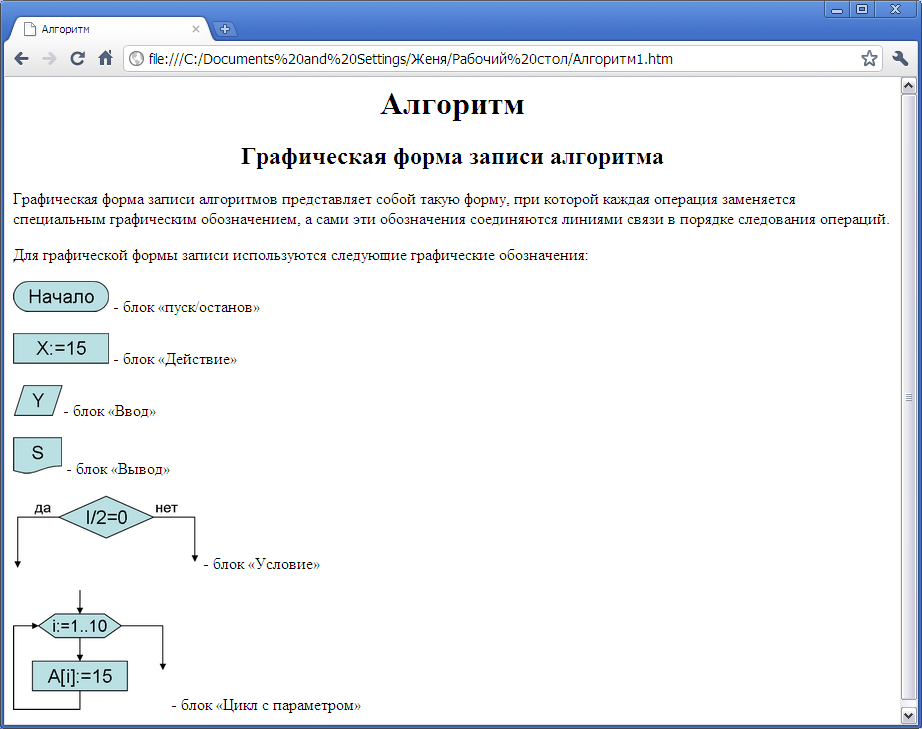 Алгоритм
file:///C:/Documents%20and%20Settings/Женя/Рабочий%20стол/Алгоритм1.htm
Алгоритм
Графическая форма записи алгоритма
Графическая форма записи алгоритмов представляет собой такую форму, при которой каждая операция заменяется
специальным графическим обозначением, а сами эти обозначения соединяются линиями связи в порядке следования операций.
Для графической формы записи используются следующие графические обозначения:
Начало - блок «пуск/останов»
X:=15 - блок «Действие»
Y - блок «Ввод»
S - блок «Вывод»
да I/2=0 нет
- блок «Условие»
i:=1..10
A[i]:=15
- блок «Цикл с параметром»